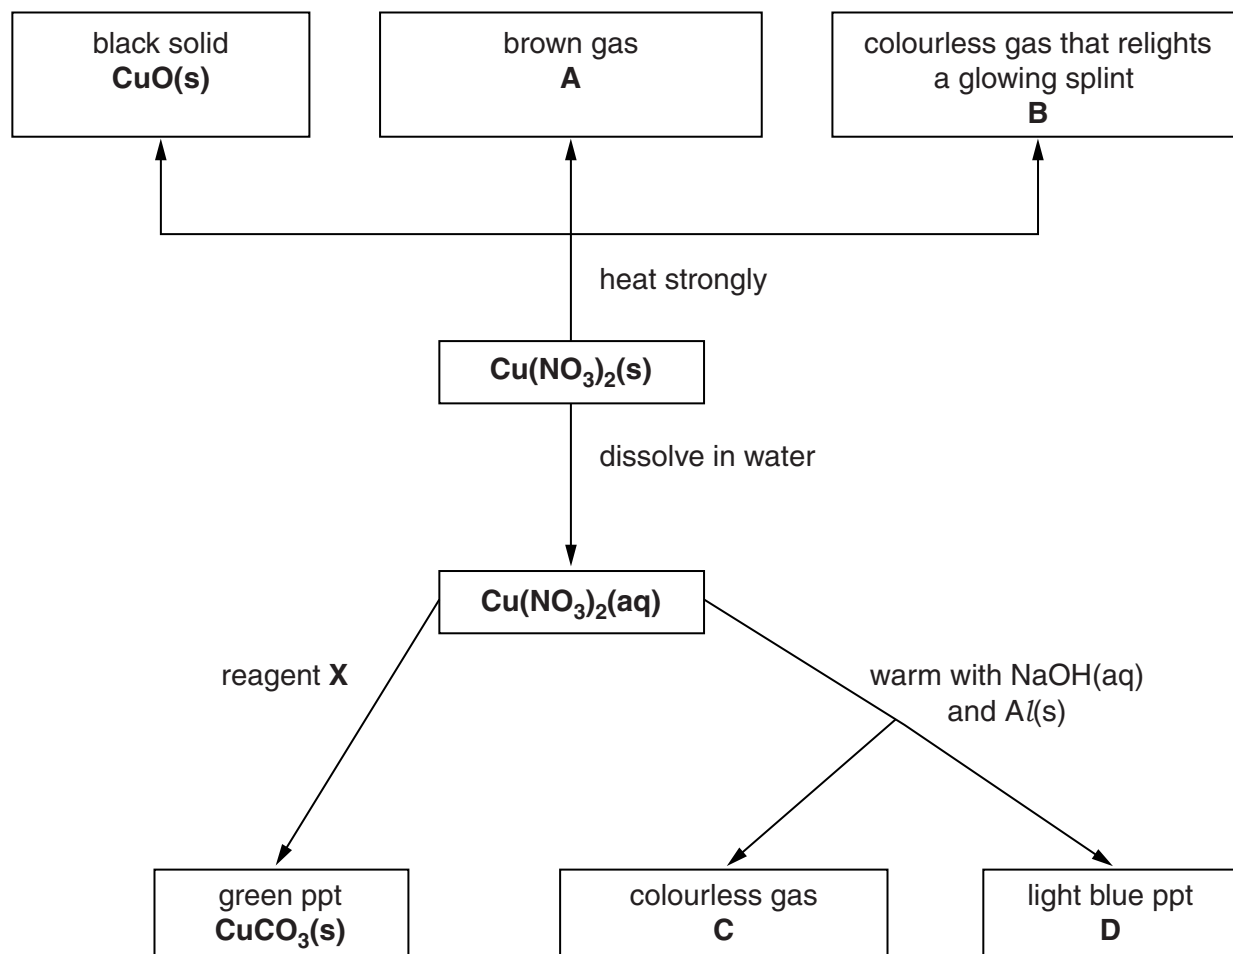 black solid
CuO(s)
brown gas
A
colourless gas that relights
a glowing splint
B
heat strongly
Cu(NO₃)₂(s)
dissolve in water
Cu(NO₃)₂(aq)
reagent X
warm with NaOH(aq)
and Al(s)
green ppt
CuCO₃(s)
colourless gas
C
light blue ppt
D